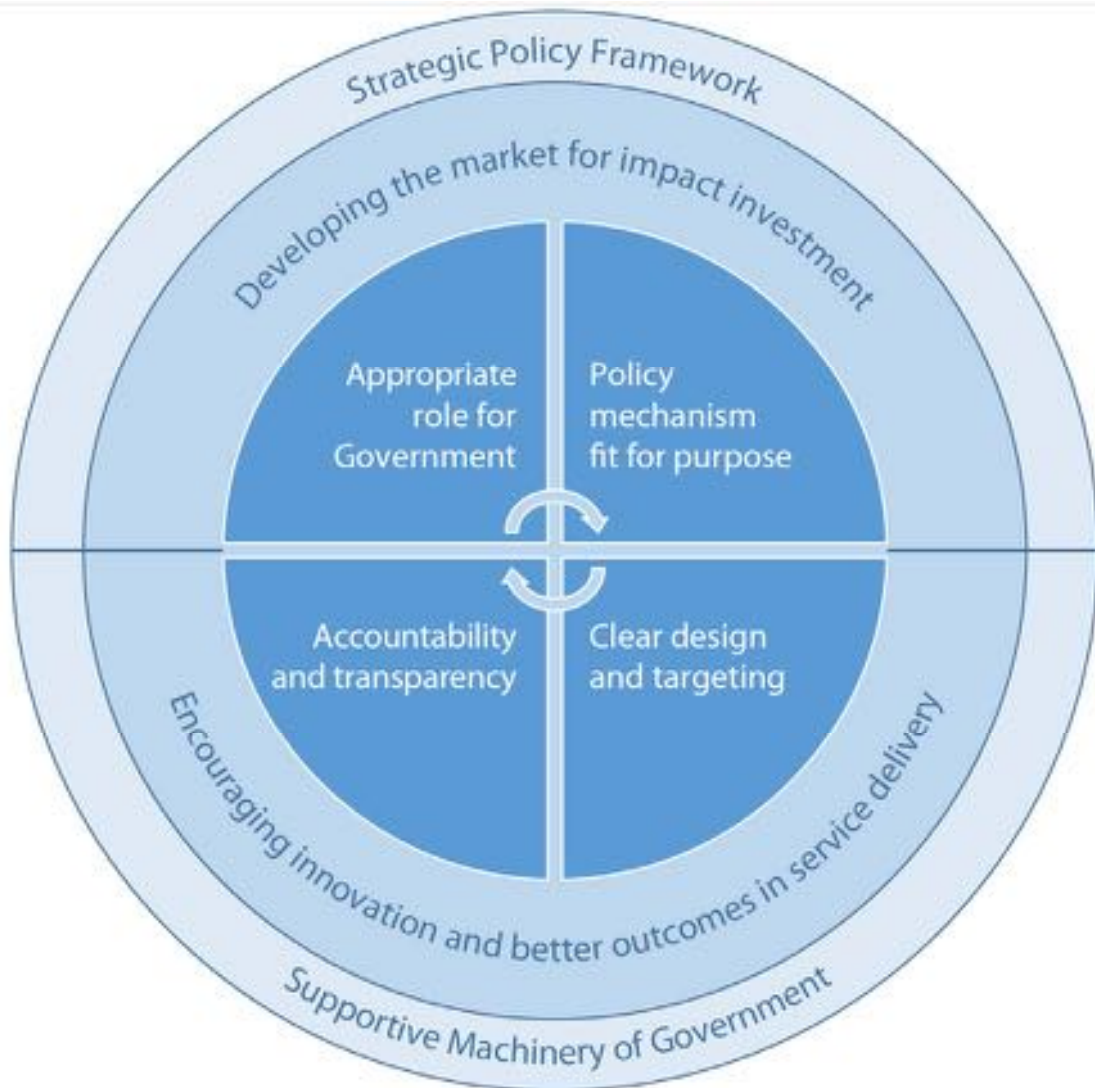 Strategic Policy Framework
Developing the market for impact investment
Appropriate
role for
Government
Policy
mechanism
fit for purpose
Accountability
and transparency
Clear design
and targeting
Encouraging innovation and better outcomes in service delivery
Supportive Machinery of Government